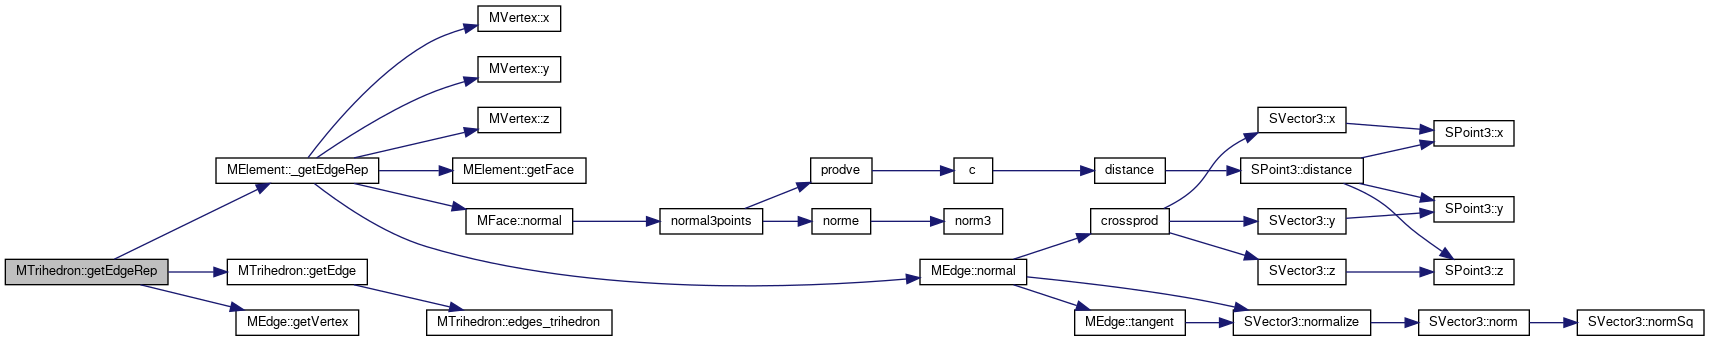 MVertex::x
MVertex::y
MVertex::z
SVector3::x
SPoint3::x
MElement::_getEdgeRep
MElement::getFace
prodve
c
distance
SPoint3::distance
MFace::normal
normal3points
norme
norm3
crossprod
SVector3::y
SPoint3::y
MTrihedron::getEdgeRep
MTrihedron::getEdge
MEdge::normal
SVector3::z
SPoint3::z
MEdge::getVertex
MTrihedron::edges_trihedron
MEdge::tangent
SVector3::normalize
SVector3::norm
SVector3::normSq